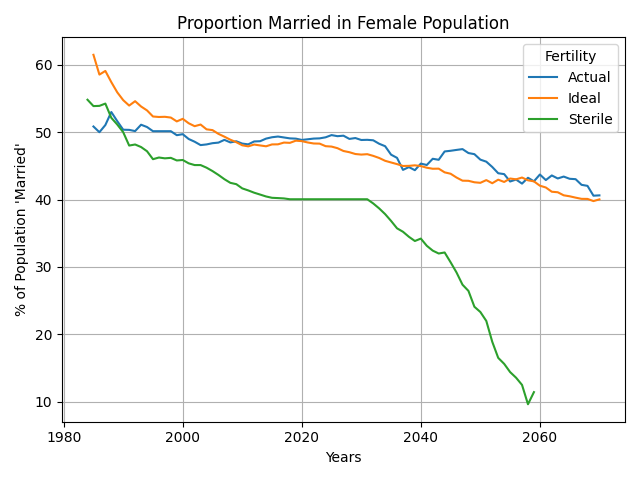 Proportion Married in Female Population
% of Population 'Married'
60
50
40
30
20
10
Fertility
Actual
Ideal
Sterile
1980
2000
2020
2040
2060
Years